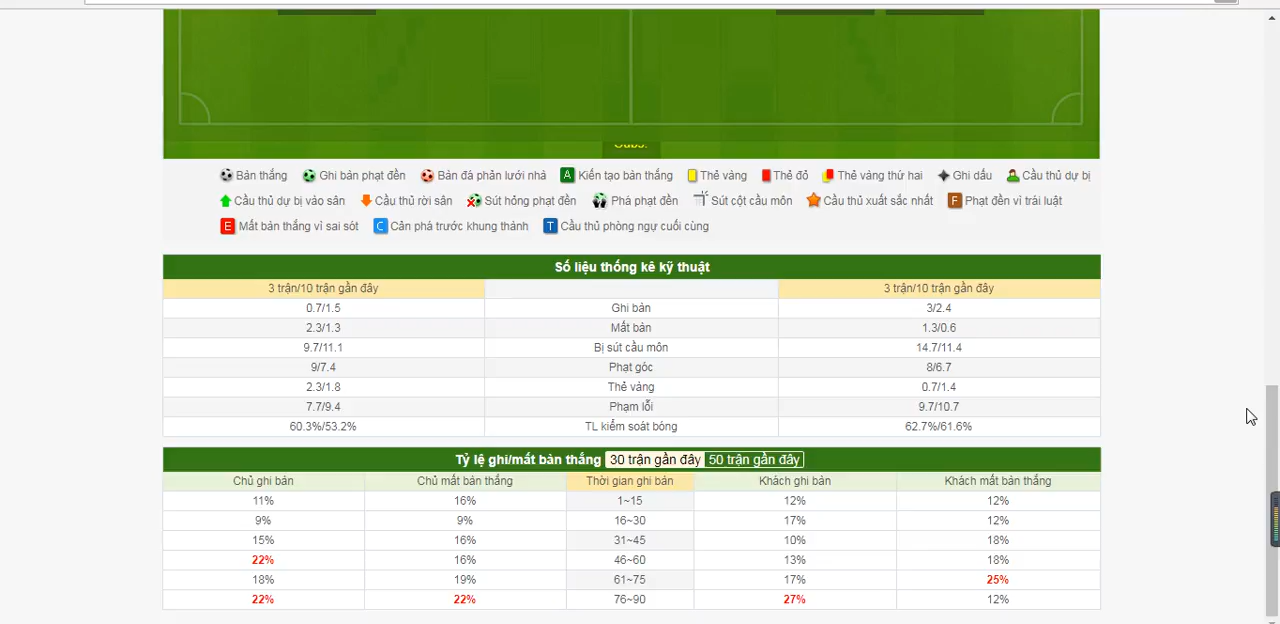 Bàn thắng Ghi bàn phạt đền Bàn đá phản lưới nhà A Kiến tạo bàn thắng Thẻ vàng Thẻ đỏ Thẻ vàng thứ hai Ghi dấu Cầu thủ dự bị
Cầu thủ dự bị vào sân Cầu thủ rời sân Sút hỏng phạt đền Phá phạt đền Sút cột cầu môn Cầu thủ xuất sắc nhất F Phạt đền vì trái luật
E Mất bàn thắng vì sai sót C Cản phá trước khung thành T Cầu thủ phòng ngự cuối cùng
Số liệu thống kê kỹ thuật
3 trận/10 trận gần đây 3 trận/10 trận gần đây
0.7/1.5 Ghi bàn 3/2.4
2.3/1.3 Mất bàn 1.3/0.6
9.7/11.1 Bị sút cầu môn 14.7/11.4
9/7.4 Phạt góc 8/6.7
2.3/1.8 Thẻ vàng 0.7/1.4
7.7/9.4 Phạm lỗi 9.7/10.7
60.3%/53.2% TL kiểm soát bóng 62.7%/61.6%
Tỷ lệ ghi/mất bàn thắng 30 trận gần đây 50 trận gần đây
Chủ ghi bàn Chủ mất bàn thắng Thời gian ghi bàn Khách ghi bàn Khách mất bàn thắng
11% 16% 1~15 12% 12%
9% 9% 16~30 17% 12%
15% 16% 31~45 10% 18%
22% 16% 46~60 13% 18%
18% 19% 61~75 17% 25%
22% 22% 76~90 27% 12%